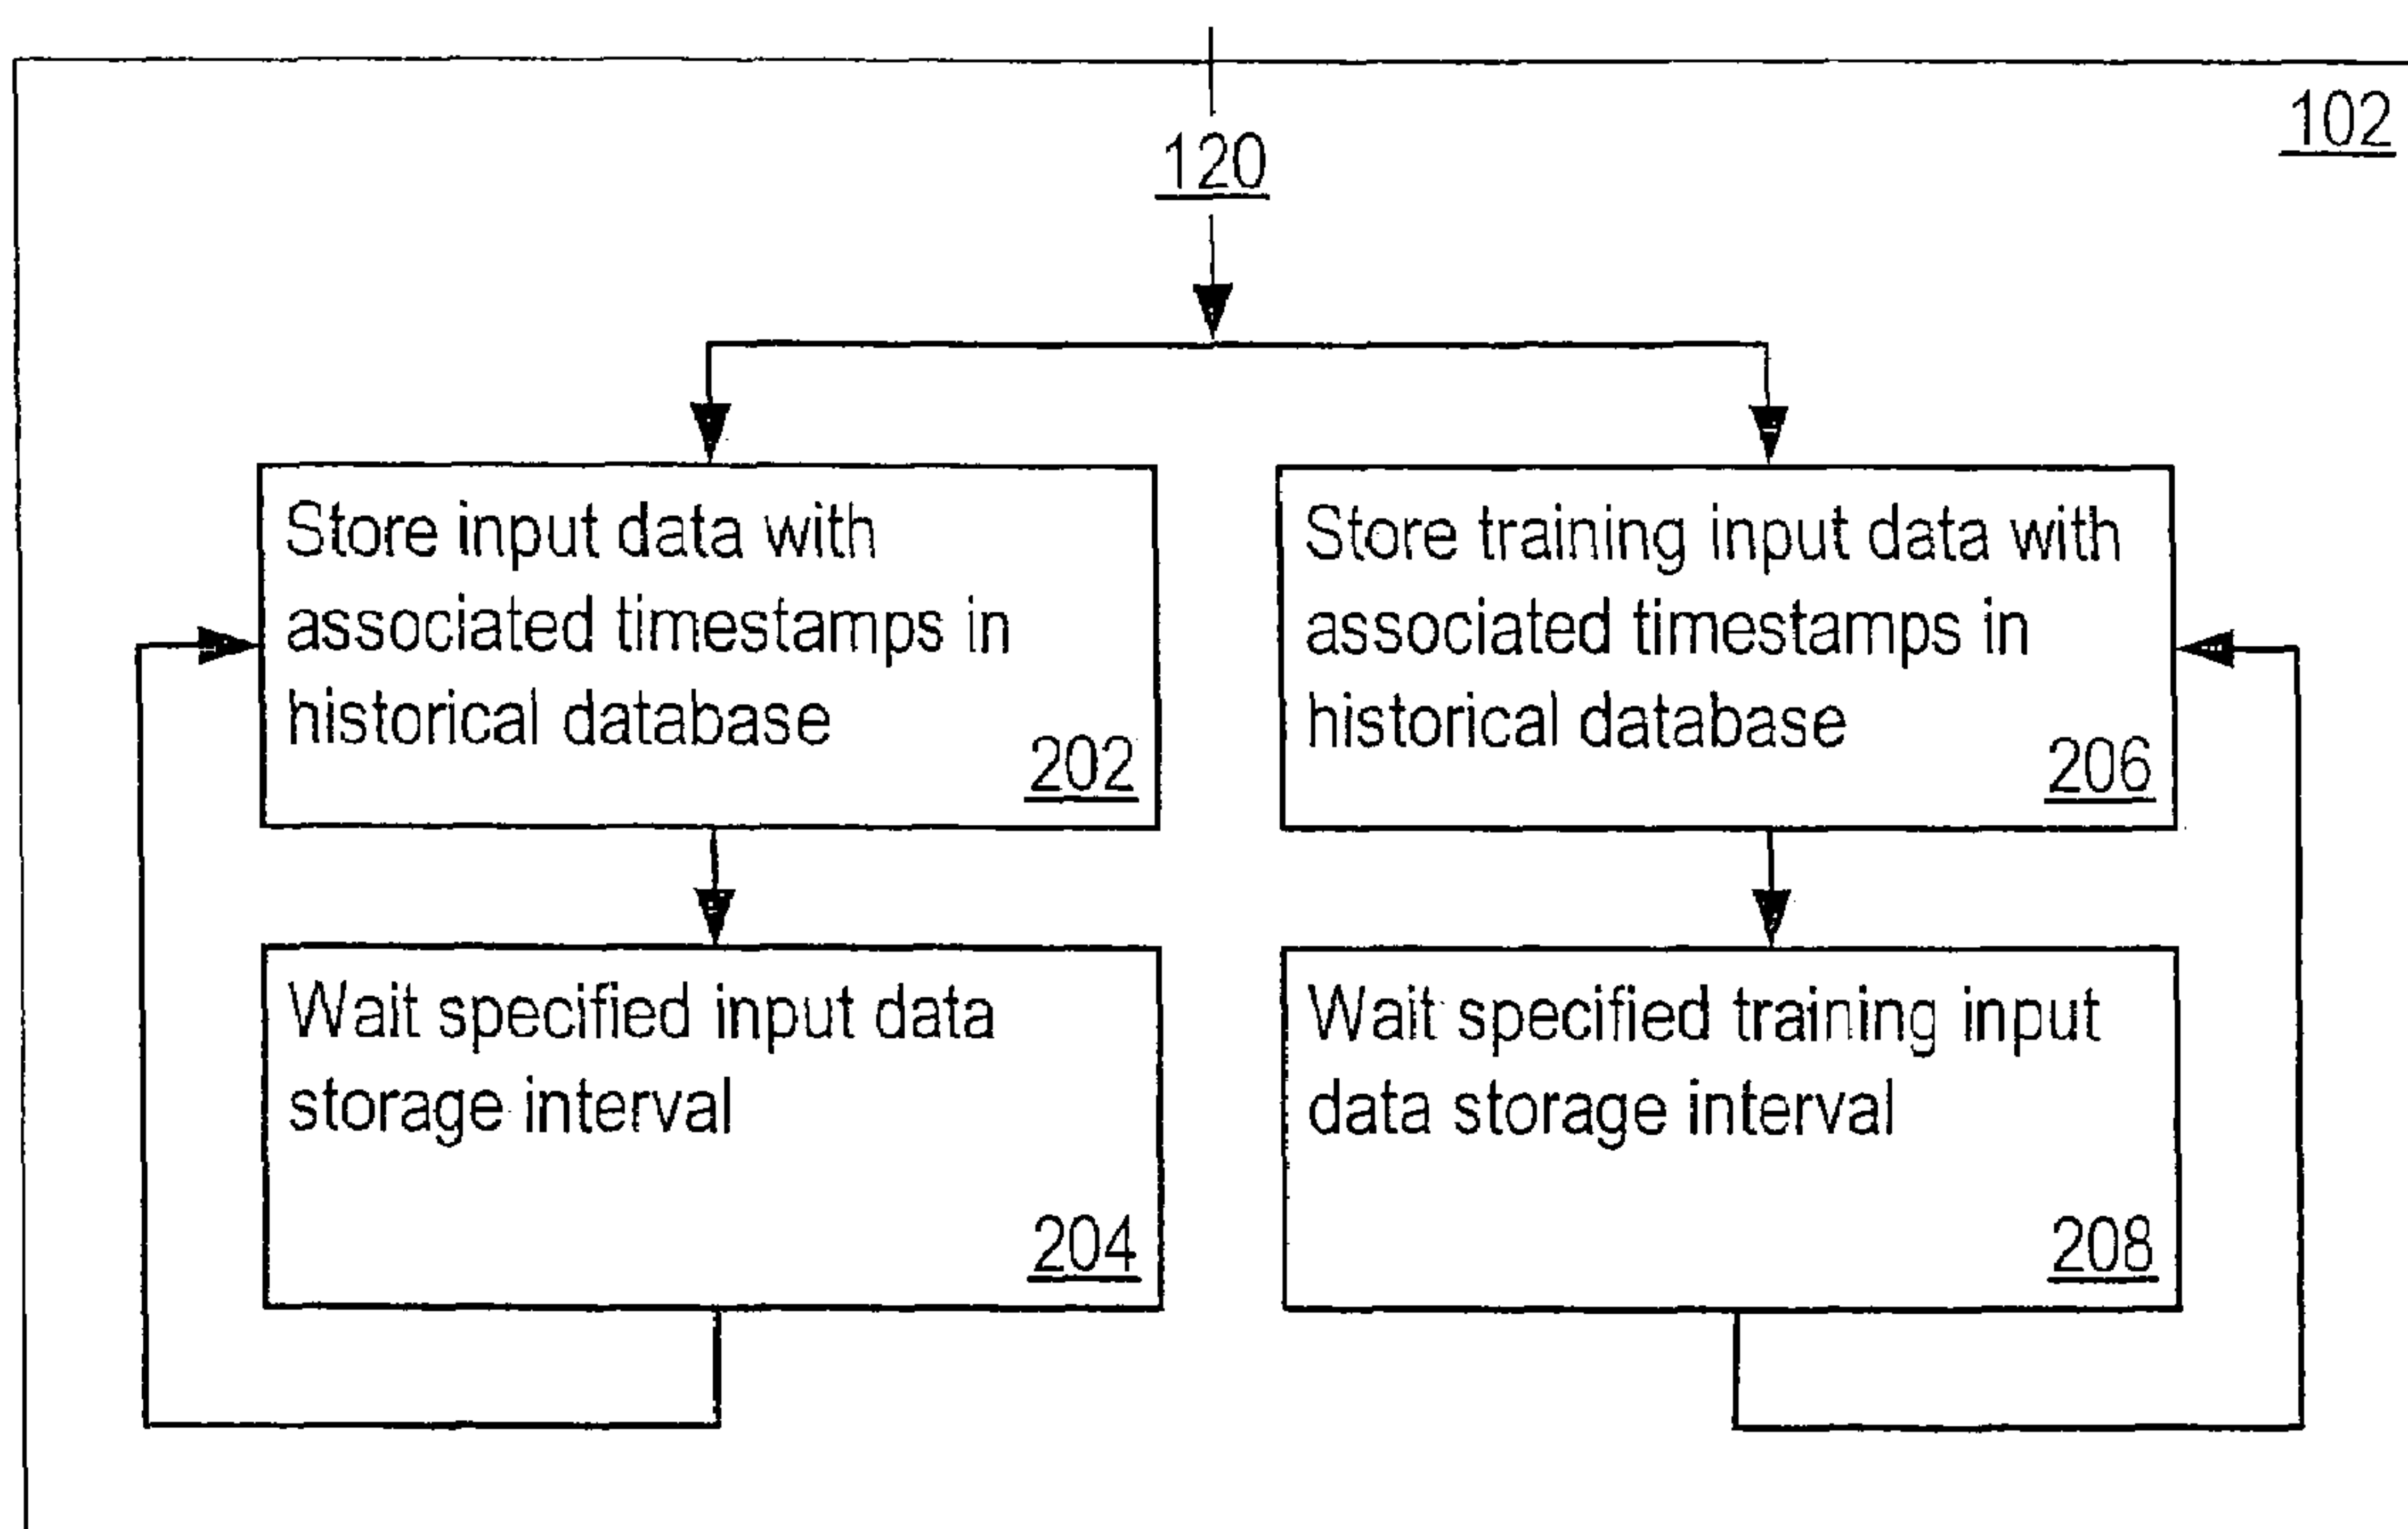 102
120
Store input data with
associated timestamps in
historical database
202
Store training input data with
associated timestamps in
historical database
206
Wait specified input data
storage interval
204
Wait specified training input
data storage interval
208